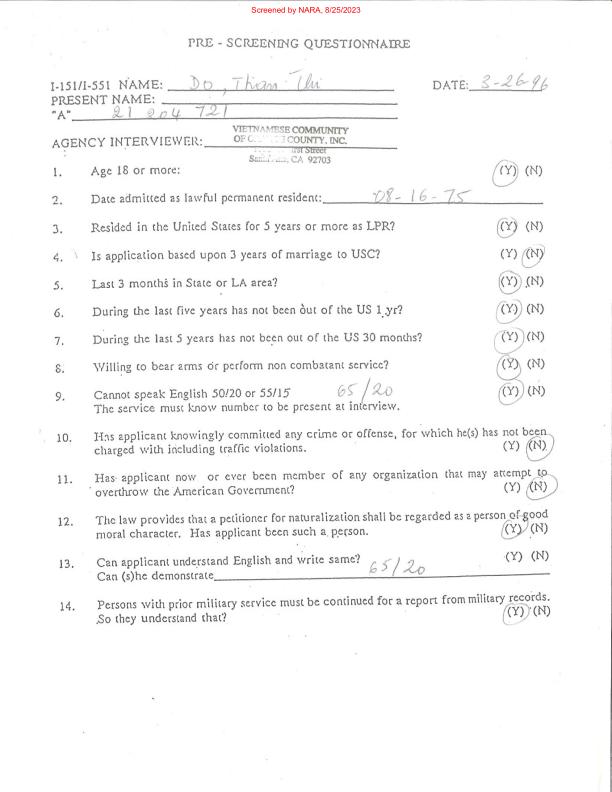 Screened by NARA, 8/25/2023
PRE - SCREENING QUESTIONNAIRE
I-151/I-551 NAME: Do, Thian Thi DATE: 3-26-96
PRESENT NAME:
"A" 21 204 721
VIETNAMESE COMMUNITY
AGENCY INTERVIEWER: OF COUNTY, INC.
First Street
CA 92703
1. Age 18 or more: (Y) (N)
2. Date admitted as lawful permanent resident: 08-16-75
3. Resided in the United States for 5 years or more as LPR? (Y) (N)
4. Is application based upon 3 years of marriage to USC? (Y) (N)
5. Last 3 months in State or LA area? (Y) (N)
6. During the last five years has not been out of the US 1 yr? (Y) (N)
7. During the last 5 years has not been out of the US 30 months? (Y) (N)
8. Willing to bear arms or perform non combatant service? (Y) (N)
9. Cannot speak English 50/20 or 55/15 65/20 (Y) (N)
The service must know number to be present at interview.
10. Has applicant knowingly committed any crime or offense, for which he(s) has not been
charged with including traffic violations. (Y) (N)
11. Has applicant now or ever been member of any organization that may attempt to
overthrow the American Government? (Y) (N)
12. The law provides that a petitioner for naturalization shall be regarded as a person of good
moral character. Has applicant been such a person. (Y) (N)
13. Can applicant understand English and write same? (Y) (N)
Can (s)he demonstrate 65/20
14. Persons with prior military service must be continued for a report from military records.
So they understand that? (Y) (N)